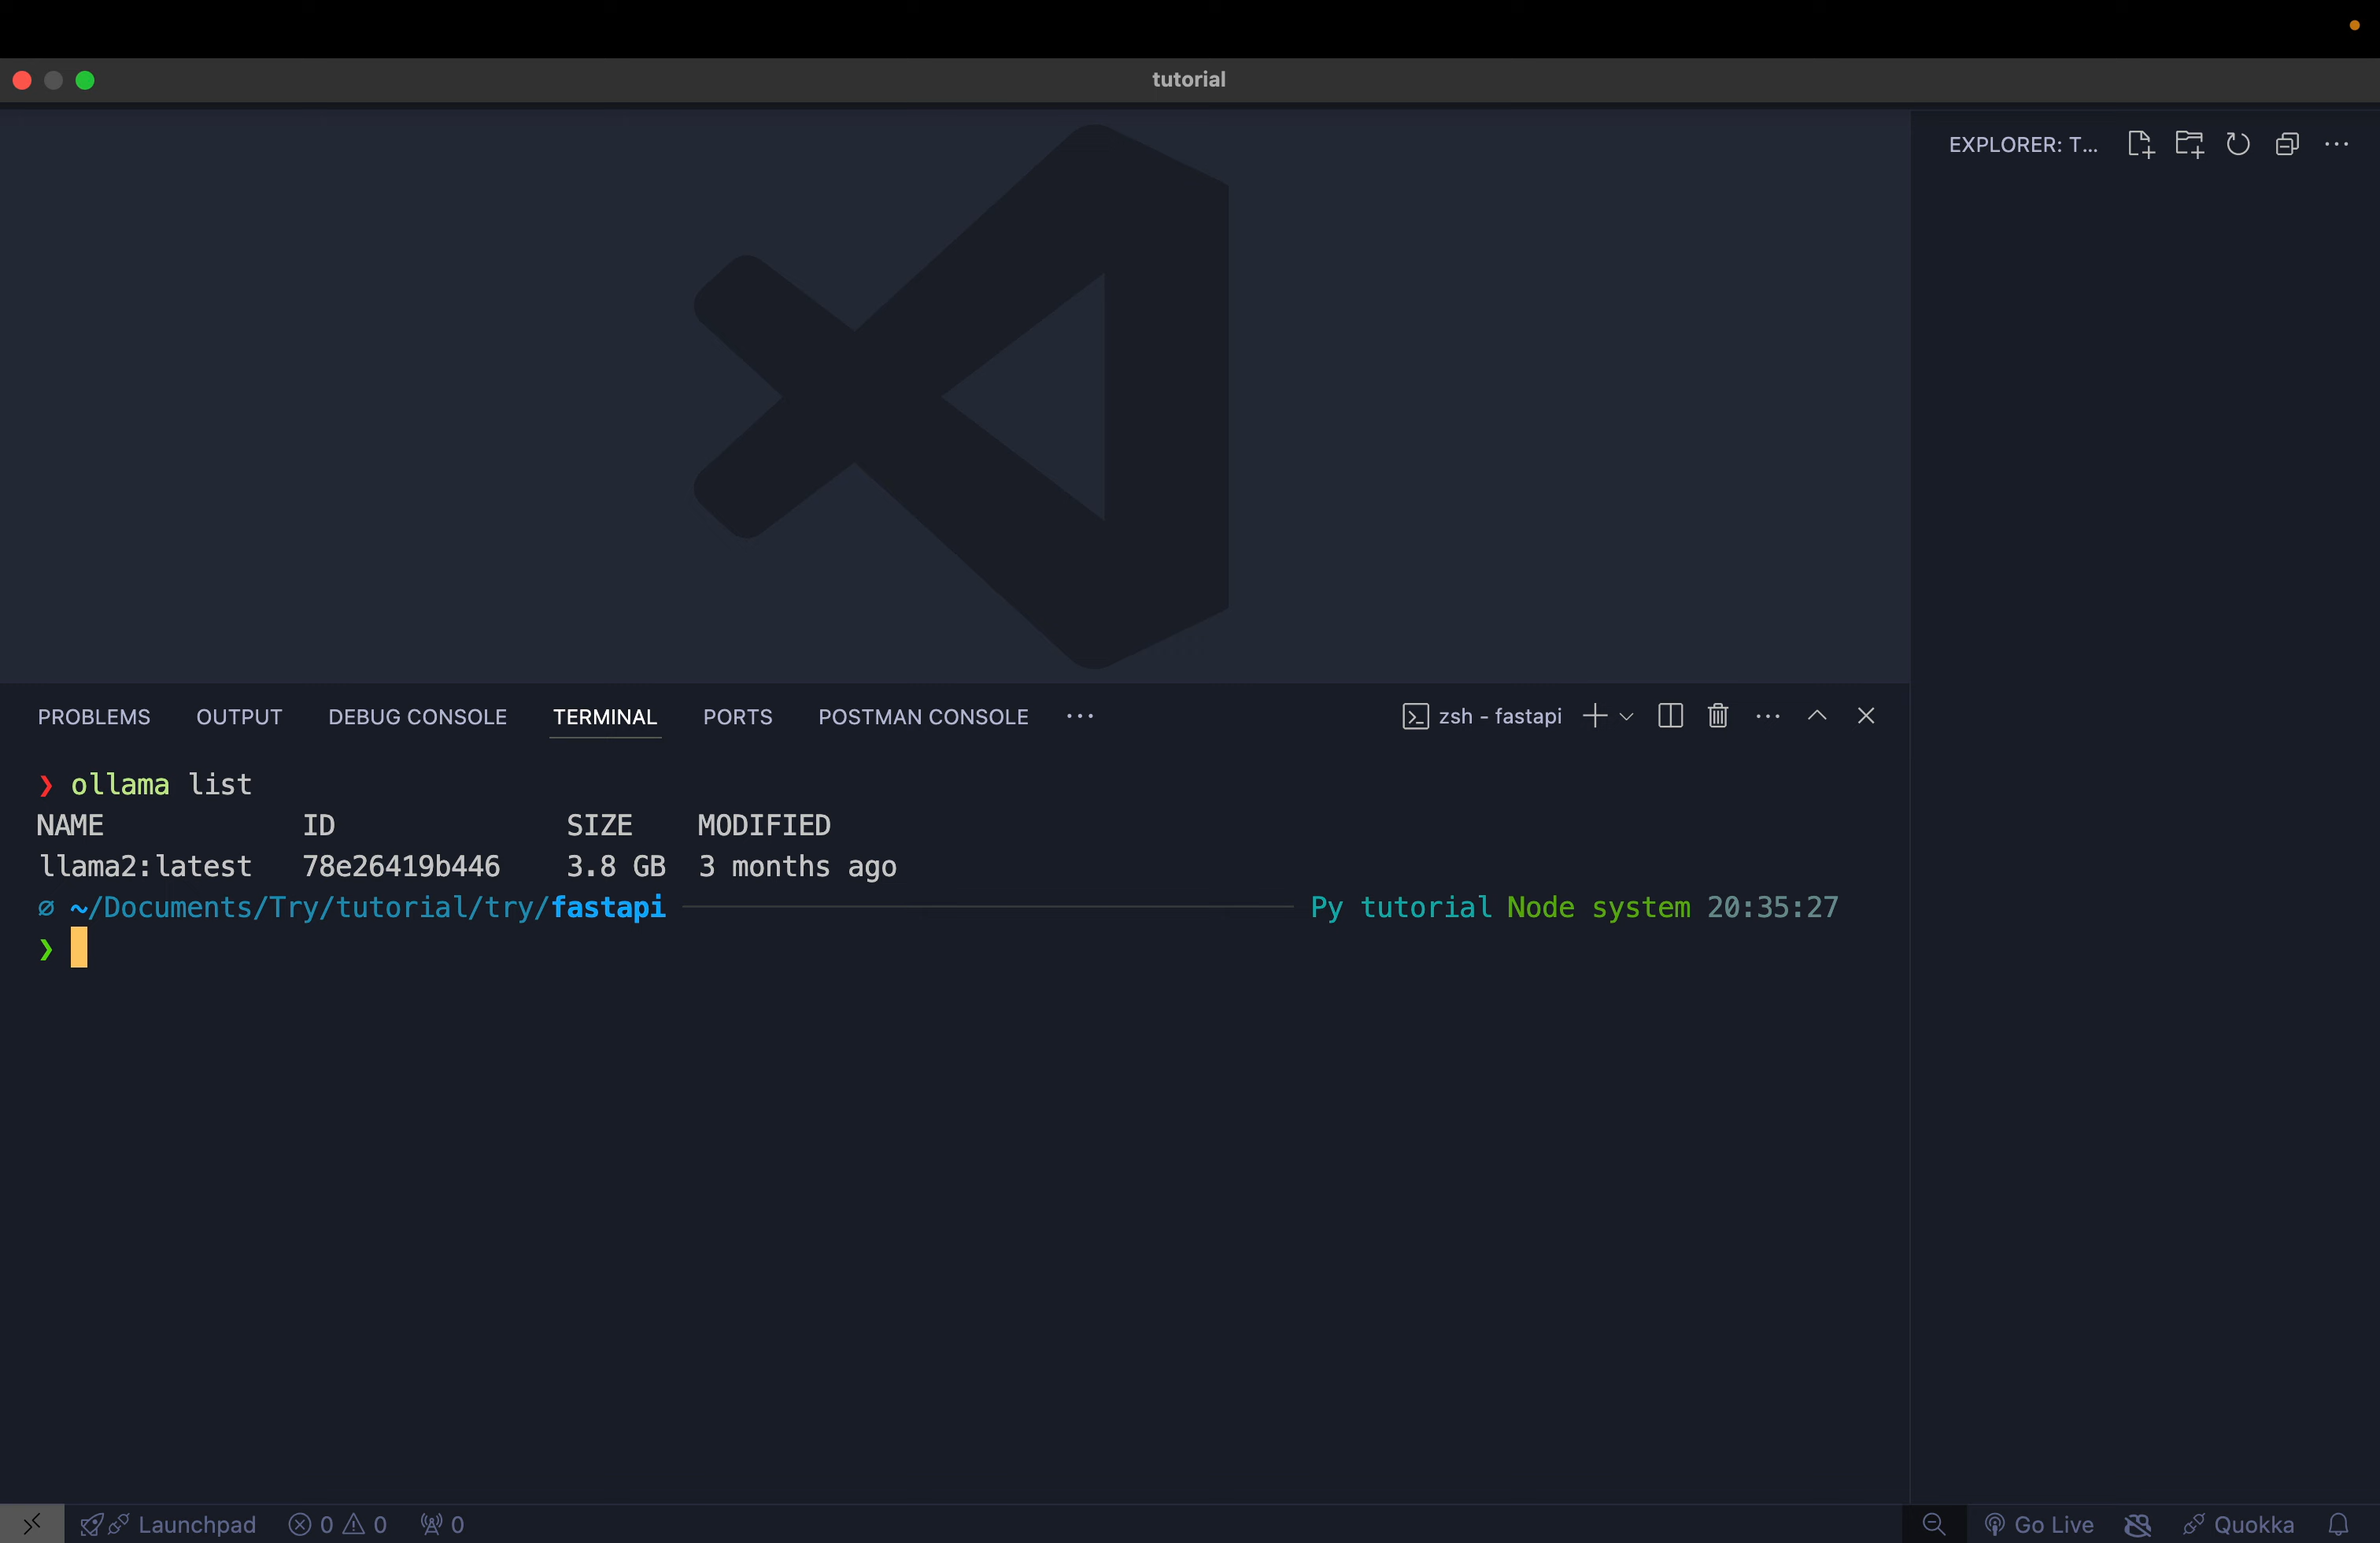 tutorial
EXPLORER: T...
PROBLEMS OUTPUT DEBUG CONSOLE TERMINAL PORTS POSTMAN CONSOLE ··· zsh - fastapi
❯ ollama list
NAME ID SIZE MODIFIED
llama2:latest 78e26419b446 3.8 GB 3 months ago
∅ ~/Documents/Try/tutorial/try/fastapi Py tutorial Node system 20:35:27
❯
Launchpad 0 0 0 Go Live Quokka